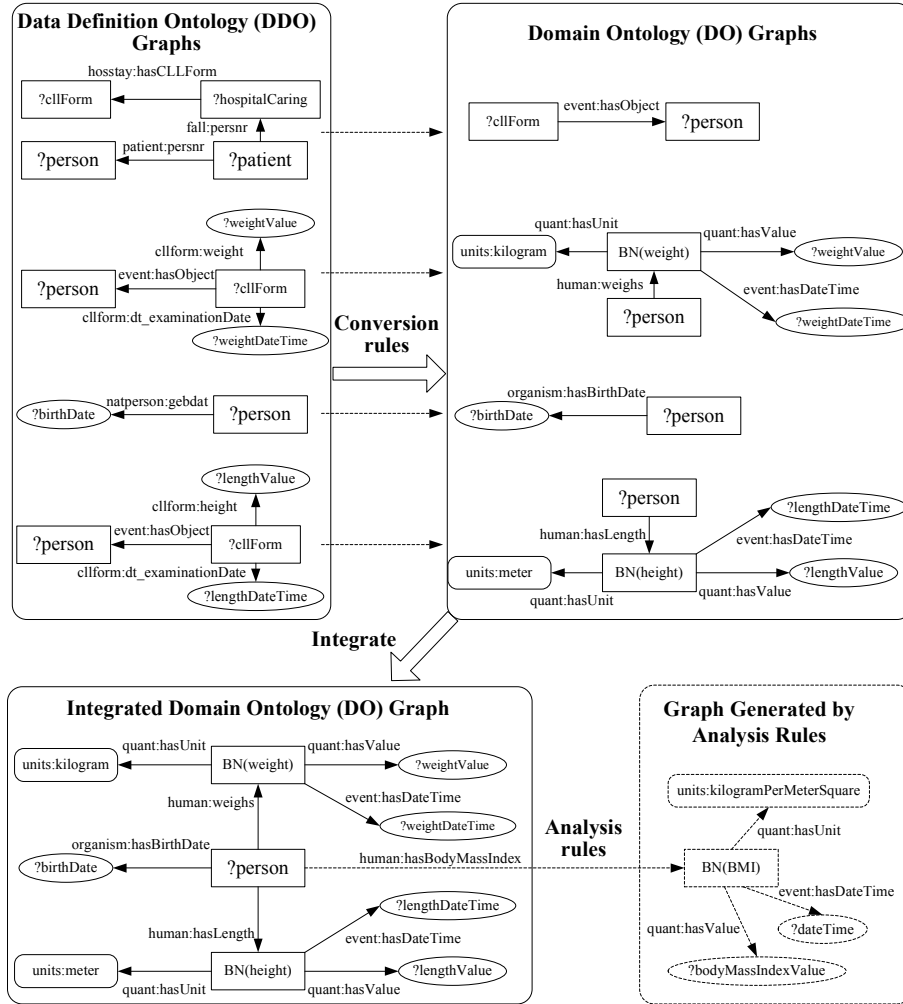 Data Definition Ontology (DDO)
Graphs
hosstay:hasCLLForm
?cllForm
?hospitalCaring
fall:persnr
?person
patient:persnr
?patient
?weightValue
cllform:weight
?person
event:hasObject
?cllForm
cllform:dt_examinationDate
?weightDateTime
?birthDate
natperson:gebdat
?person
?lengthValue
cllform:height
?person
event:hasObject
?cllForm
cllform:dt_examinationDate
?lengthDateTime
Conversion
rules
Domain Ontology (DO) Graphs
?cllForm
event:hasObject
?person
quant:hasUnit
quant:hasValue
units:kilogram
BN(weight)
?weightValue
human:weighs
event:hasDateTime
?person
?weightDateTime
organism:hasBirthDate
?birthDate
?person
?person
?lengthDateTime
human:hasLength
event:hasDateTime
units:meter
BN(height)
?lengthValue
quant:hasUnit
quant:hasValue
Integrate
Integrated Domain Ontology (DO) Graph
quant:hasUnit
quant:hasValue
units:kilogram
BN(weight)
?weightValue
human:weighs
event:hasDateTime
?weightDateTime
organism:hasBirthDate
?birthDate
?person
human:hasBodyMassIndex
?lengthDateTime
human:hasLength
event:hasDateTime
units:meter
BN(height)
?lengthValue
quant:hasUnit
quant:hasValue
Analysis
rules
Graph Generated by
Analysis Rules
units:kilogramPerMeterSquare
quant:hasUnit
BN(BMI)
event:hasDateTime
quant:hasValue
?dateTime
?bodyMassIndexValue